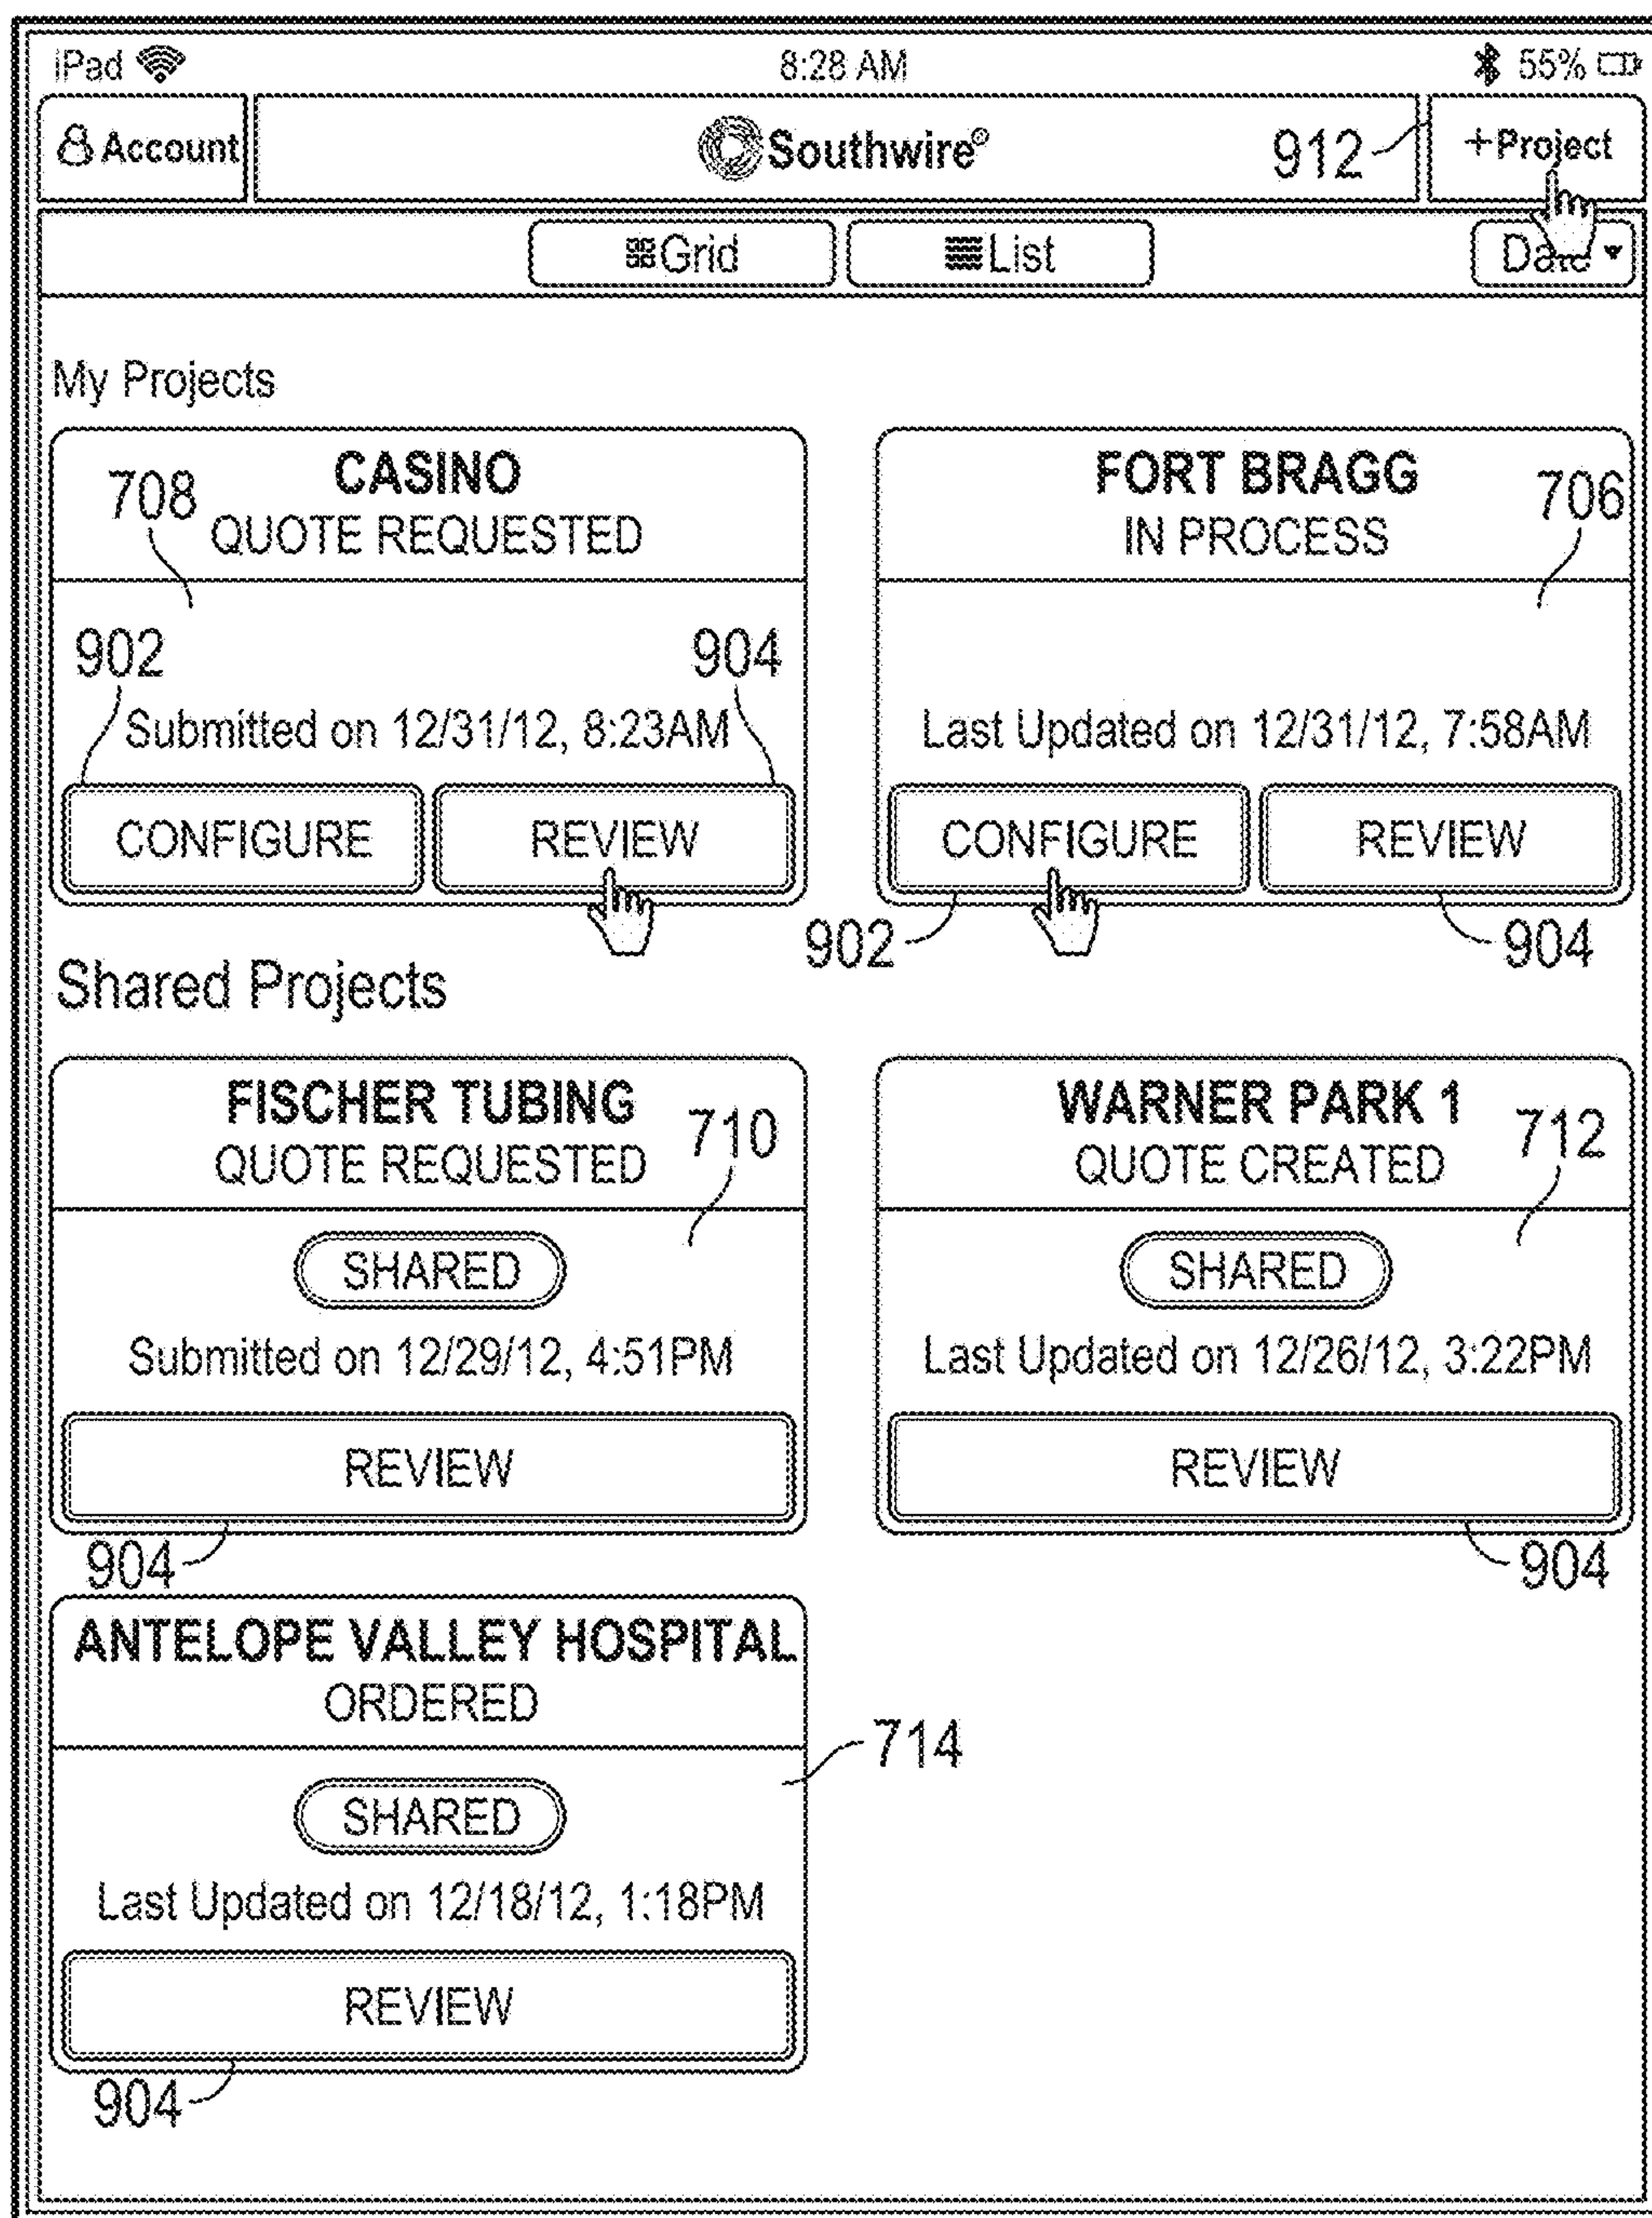 iPad 8:28 AM 55%
Account Southwire® 912 +Project
Grid List Date
My Projects
CASINO
708
QUOTE REQUESTED
902 904
Submitted on 12/31/12, 8:23AM
CONFIGURE REVIEW
FORT BRAGG
706
IN PROCESS
Last Updated on 12/31/12, 7:58AM
CONFIGURE REVIEW
902 904
Shared Projects
FISCHER TUBING
710
QUOTE REQUESTED
SHARED
Submitted on 12/29/12, 4:51PM
REVIEW
904
WARNER PARK 1
712
QUOTE CREATED
SHARED
Last Updated on 12/26/12, 3:22PM
REVIEW
904
ANTELOPE VALLEY HOSPITAL
ORDERED
714
SHARED
Last Updated on 12/18/12, 1:18PM
REVIEW
904